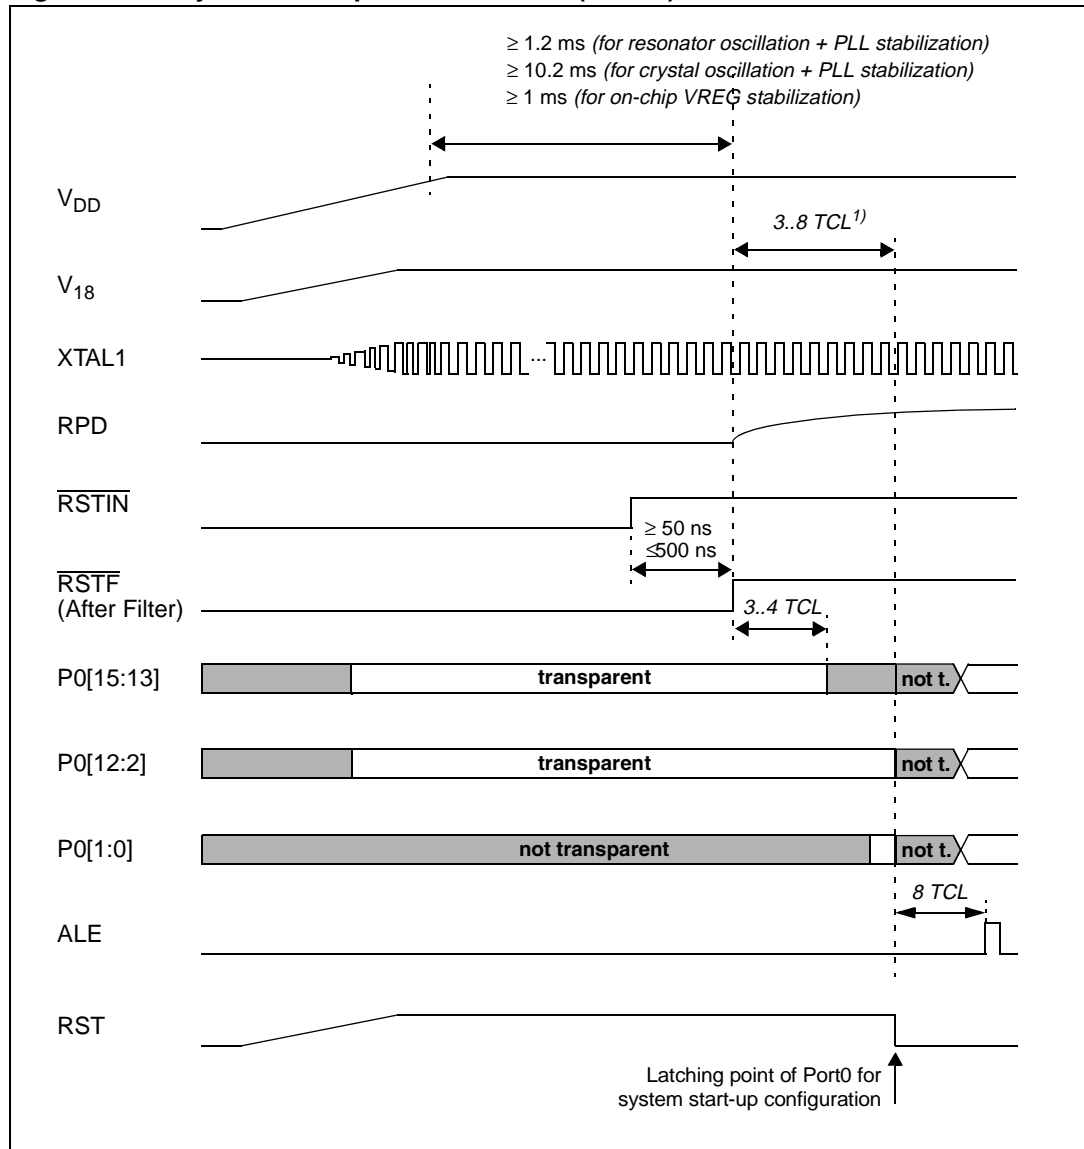 ≥ 1.2 ms (for resonator oscillation + PLL stabilization)
≥ 10.2 ms (for crystal oscillation + PLL stabilization)
≥ 1 ms (for on-chip VREG stabilization)
VDD
3..8 TCL1)
V18
XTAL1
...
RPD
RSTIN
≥ 50 ns
≤500 ns
RSTF
(After Filter)
3..4 TCL
P0[15:13]
transparent
not t.
P0[12:2]
transparent
not t.
P0[1:0]
not transparent
not t.
8 TCL
ALE
RST
Latching point of Port0 for
system start-up configuration